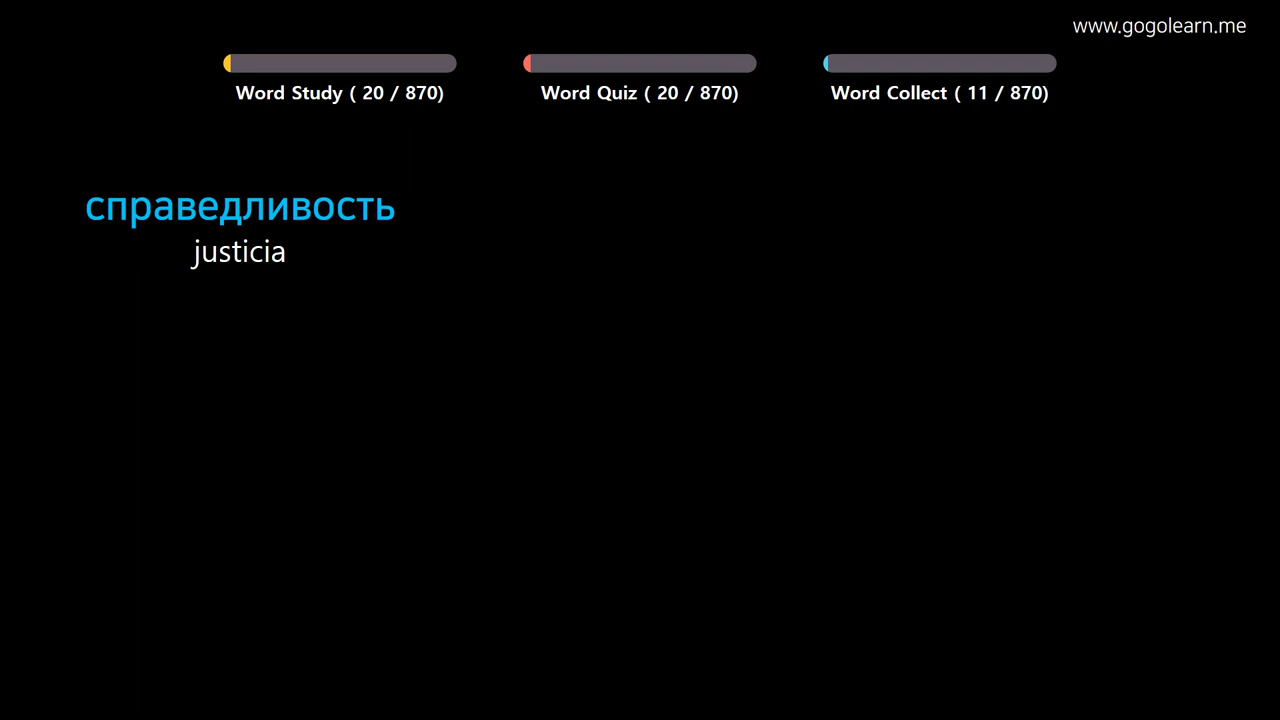 www.gogolearn.me
Word Study ( 20 / 870)
Word Quiz ( 20 / 870)
Word Collect ( 11 / 870)
справедливость
justicia